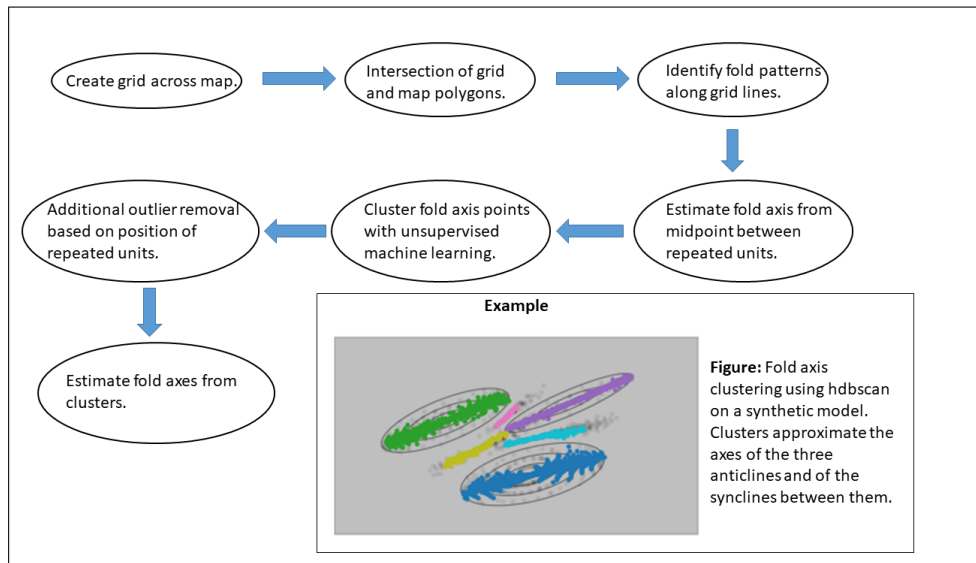 Create grid across map.
Intersection of grid
and map polygons.
Identify fold patterns
along grid lines.
Estimate fold axis from
midpoint between
repeated units.
Cluster fold axis points
with unsupervised
machine learning.
Additional outlier removal
based on position of
repeated units.
Estimate fold axes from
clusters.
Example
Figure: Fold axis
clustering using hdbscan
on a synthetic model.
Clusters approximate the
axes of the three
anticlines and of the
synclines between them.